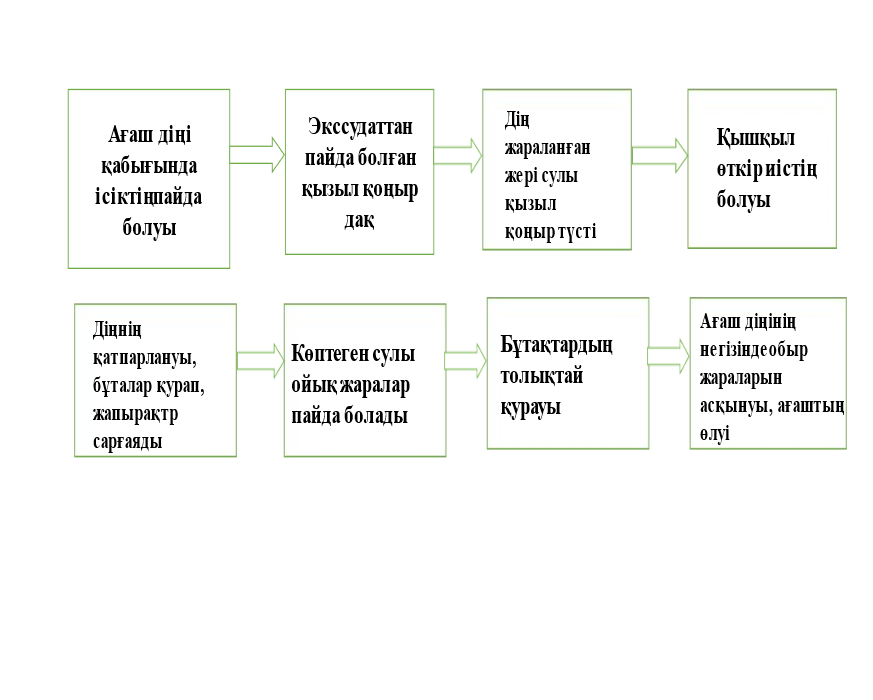 Ағаш діңі
қабығында
ісіктіңпайда
болуы
Экссудаттан
пайда болған
қызыл қоңыр
дақ
Дің
жараланған
жері сулы
қызыл
қоңыр түсті
Қышқыл
өткір иістің
болуы
Діңнің
қатпарлануы,
бұталар қурап,
жапырақтр
сарғаяды
Көптеген сулы
ойық жаралар
пайда болады
Бұтақтардың
толықтай
қурауы
Ағаш діңінің
негізінде обыр
жараларын
асқынуы, ағаштың
өлуі